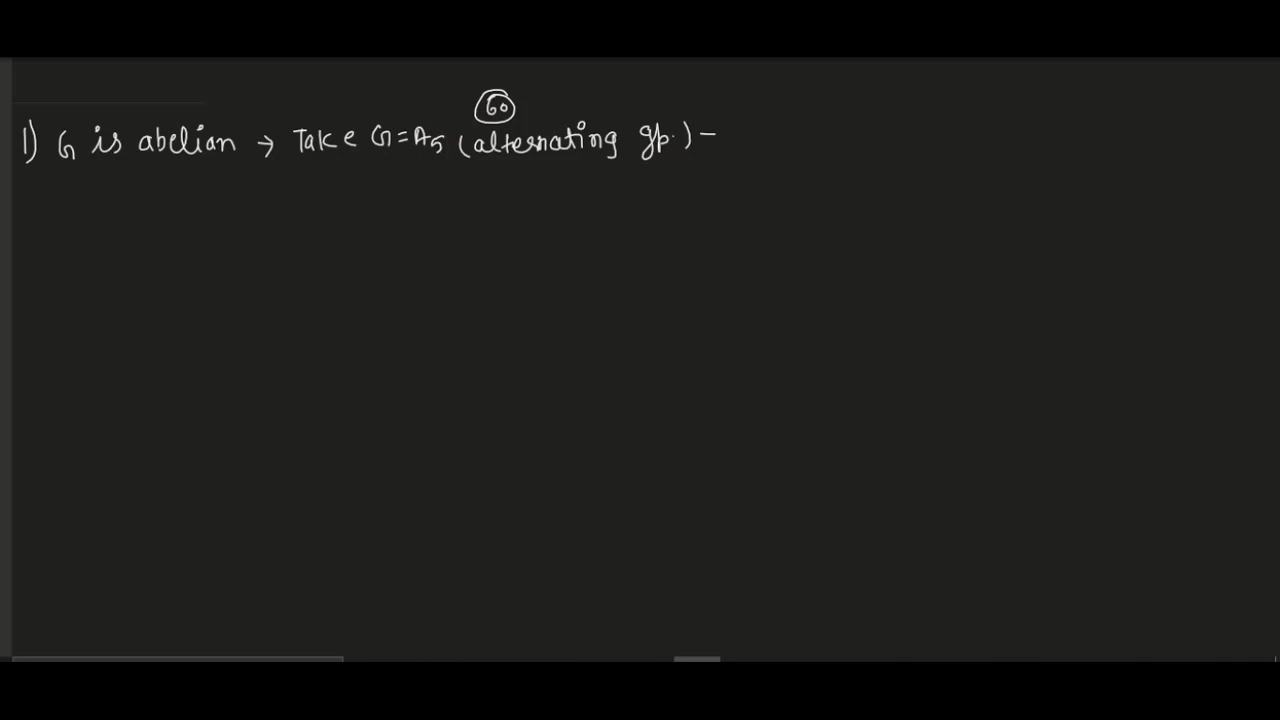 60
1) G is abelian → Take G = A5 (alternating gp.) –